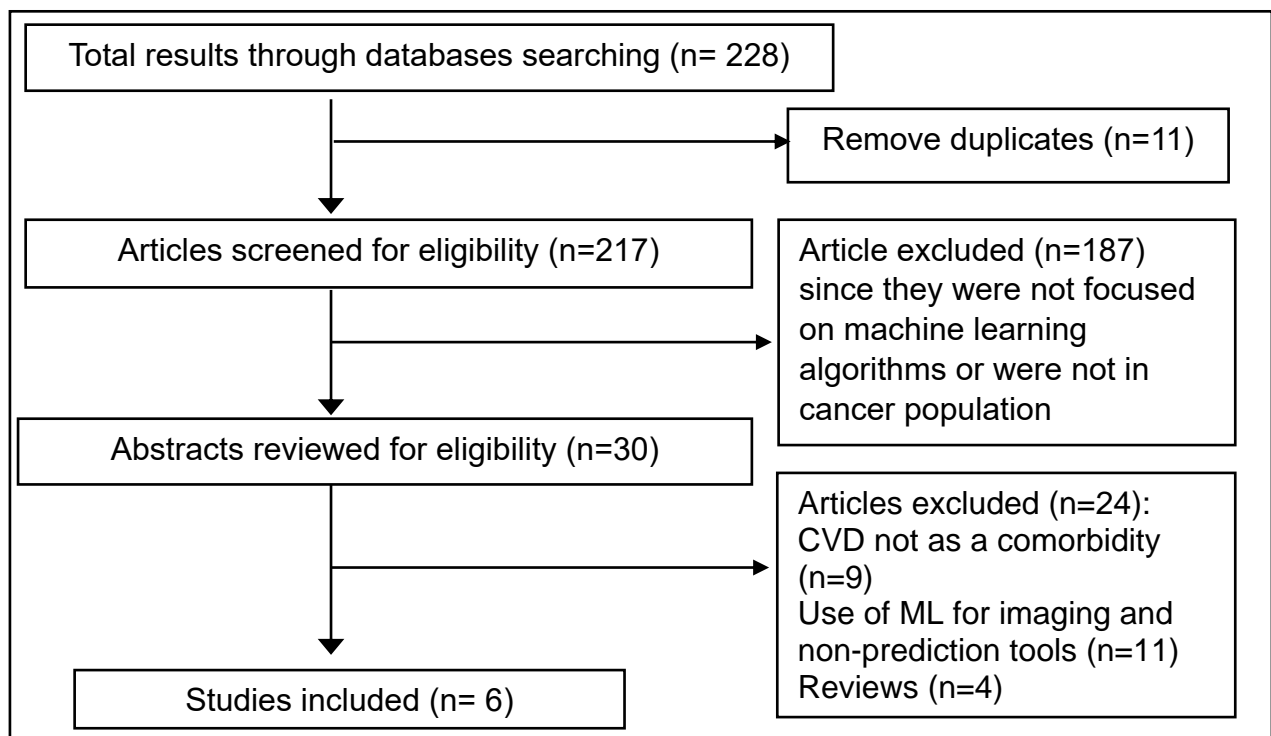 Total results through databases searching (n= 228)
Remove duplicates (n=11)
Articles screened for eligibility (n=217)
Article excluded (n=187)
since they were not focused
on machine learning
algorithms or were not in
cancer population
Abstracts reviewed for eligibility (n=30)
Articles excluded (n=24):
CVD not as a comorbidity
(n=9)
Use of ML for imaging and
non-prediction tools (n=11)
Reviews (n=4)
Studies included (n= 6)